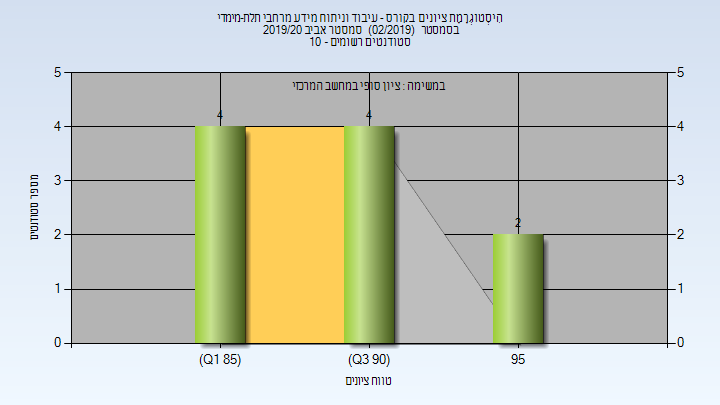 היסטוגרמת ציונים בקורס - עיבוד וניתוח מידע מרחבי תלת-מימדי
בסמסטר (02/2019) סמסטר אביב 2019/20
סטודנטים רשומים - 10
במשימה : ציון סופי במחשב המרכזי
5 5
4 4 4 4
3 3
2 2 2
1 1
0 0
מספר סטודנטים
(Q1 85) (Q3 90) 95
טווח ציונים